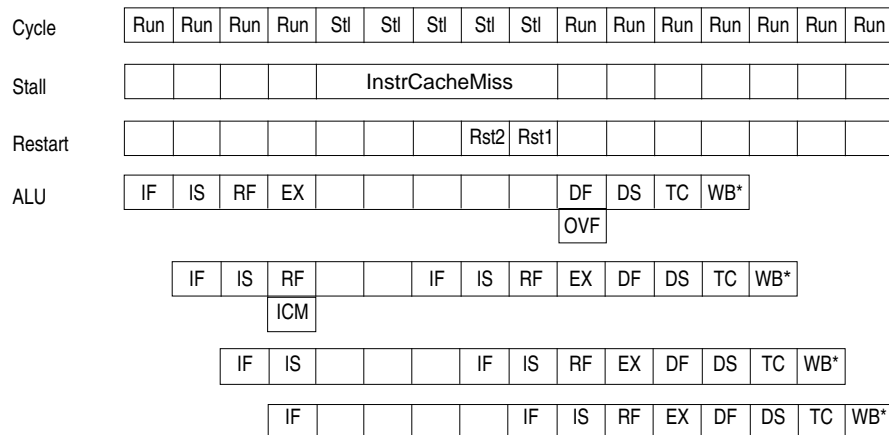 Cycle Run Run Run Run Stl Stl Stl Stl Stl Run Run Run Run Run Run Run
Stall InstrCacheMiss
Restart Rst2 Rst1
ALU IF IS RF EX DF DS TC WB*
OVF
IF IS RF IF IS RF EX DF DS TC WB*
ICM
IF IS IF IS RF EX DF DS TC WB*
IF IF IS RF EX DF DS TC WB*